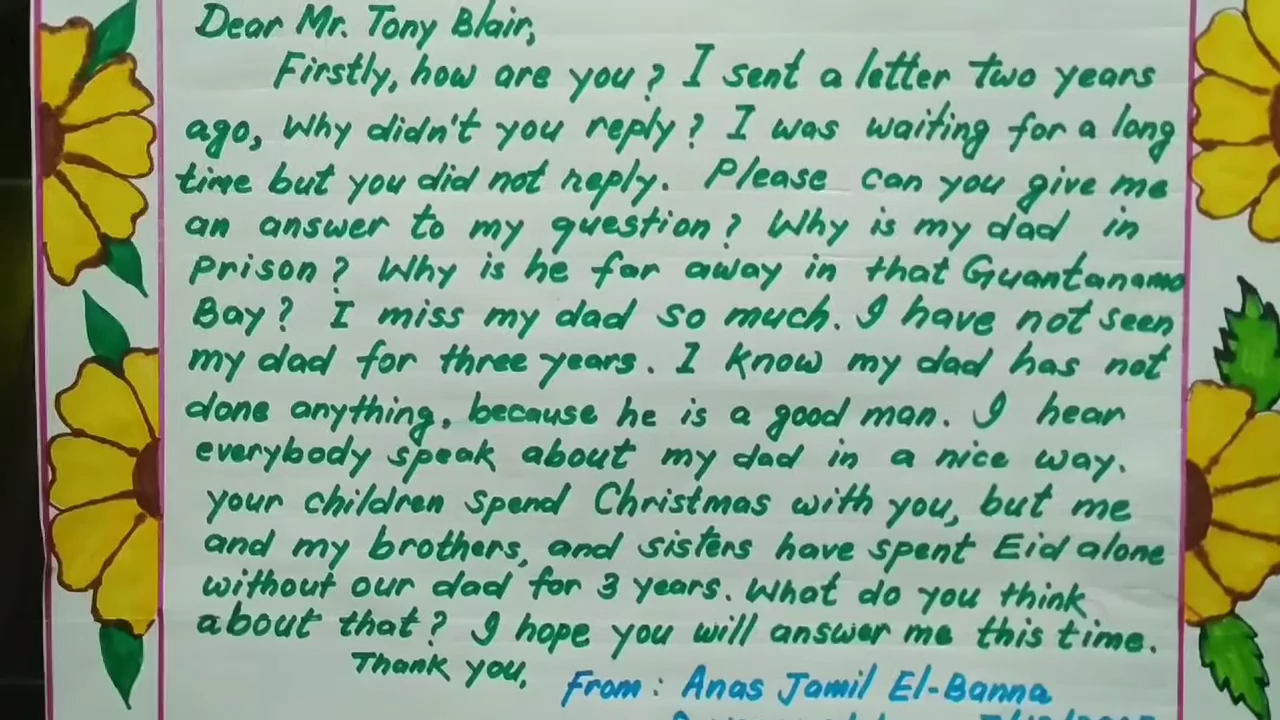 Dear Mr. Tony Blair,
Firstly, how are you? I sent a letter two years
ago, Why didn't you reply? I was waiting for a long
time but you did not reply. Please can you give me
an answer to my question? Why is my dad in
Prison? Why is he far away in that Guantanamo
Bay? I miss my dad so much. I have not seen
my dad for three years. I know my dad has not
done anything, because he is a good man. I hear
everybody speak about my dad in a nice way.
your children spend Christmas with you, but me
and my brothers, and sisters have spent Eid alone
without our dad for 3 years. What do you think
about that? I hope you will answer me this time.
Thank you,
From: Anas Jamil El-Banna